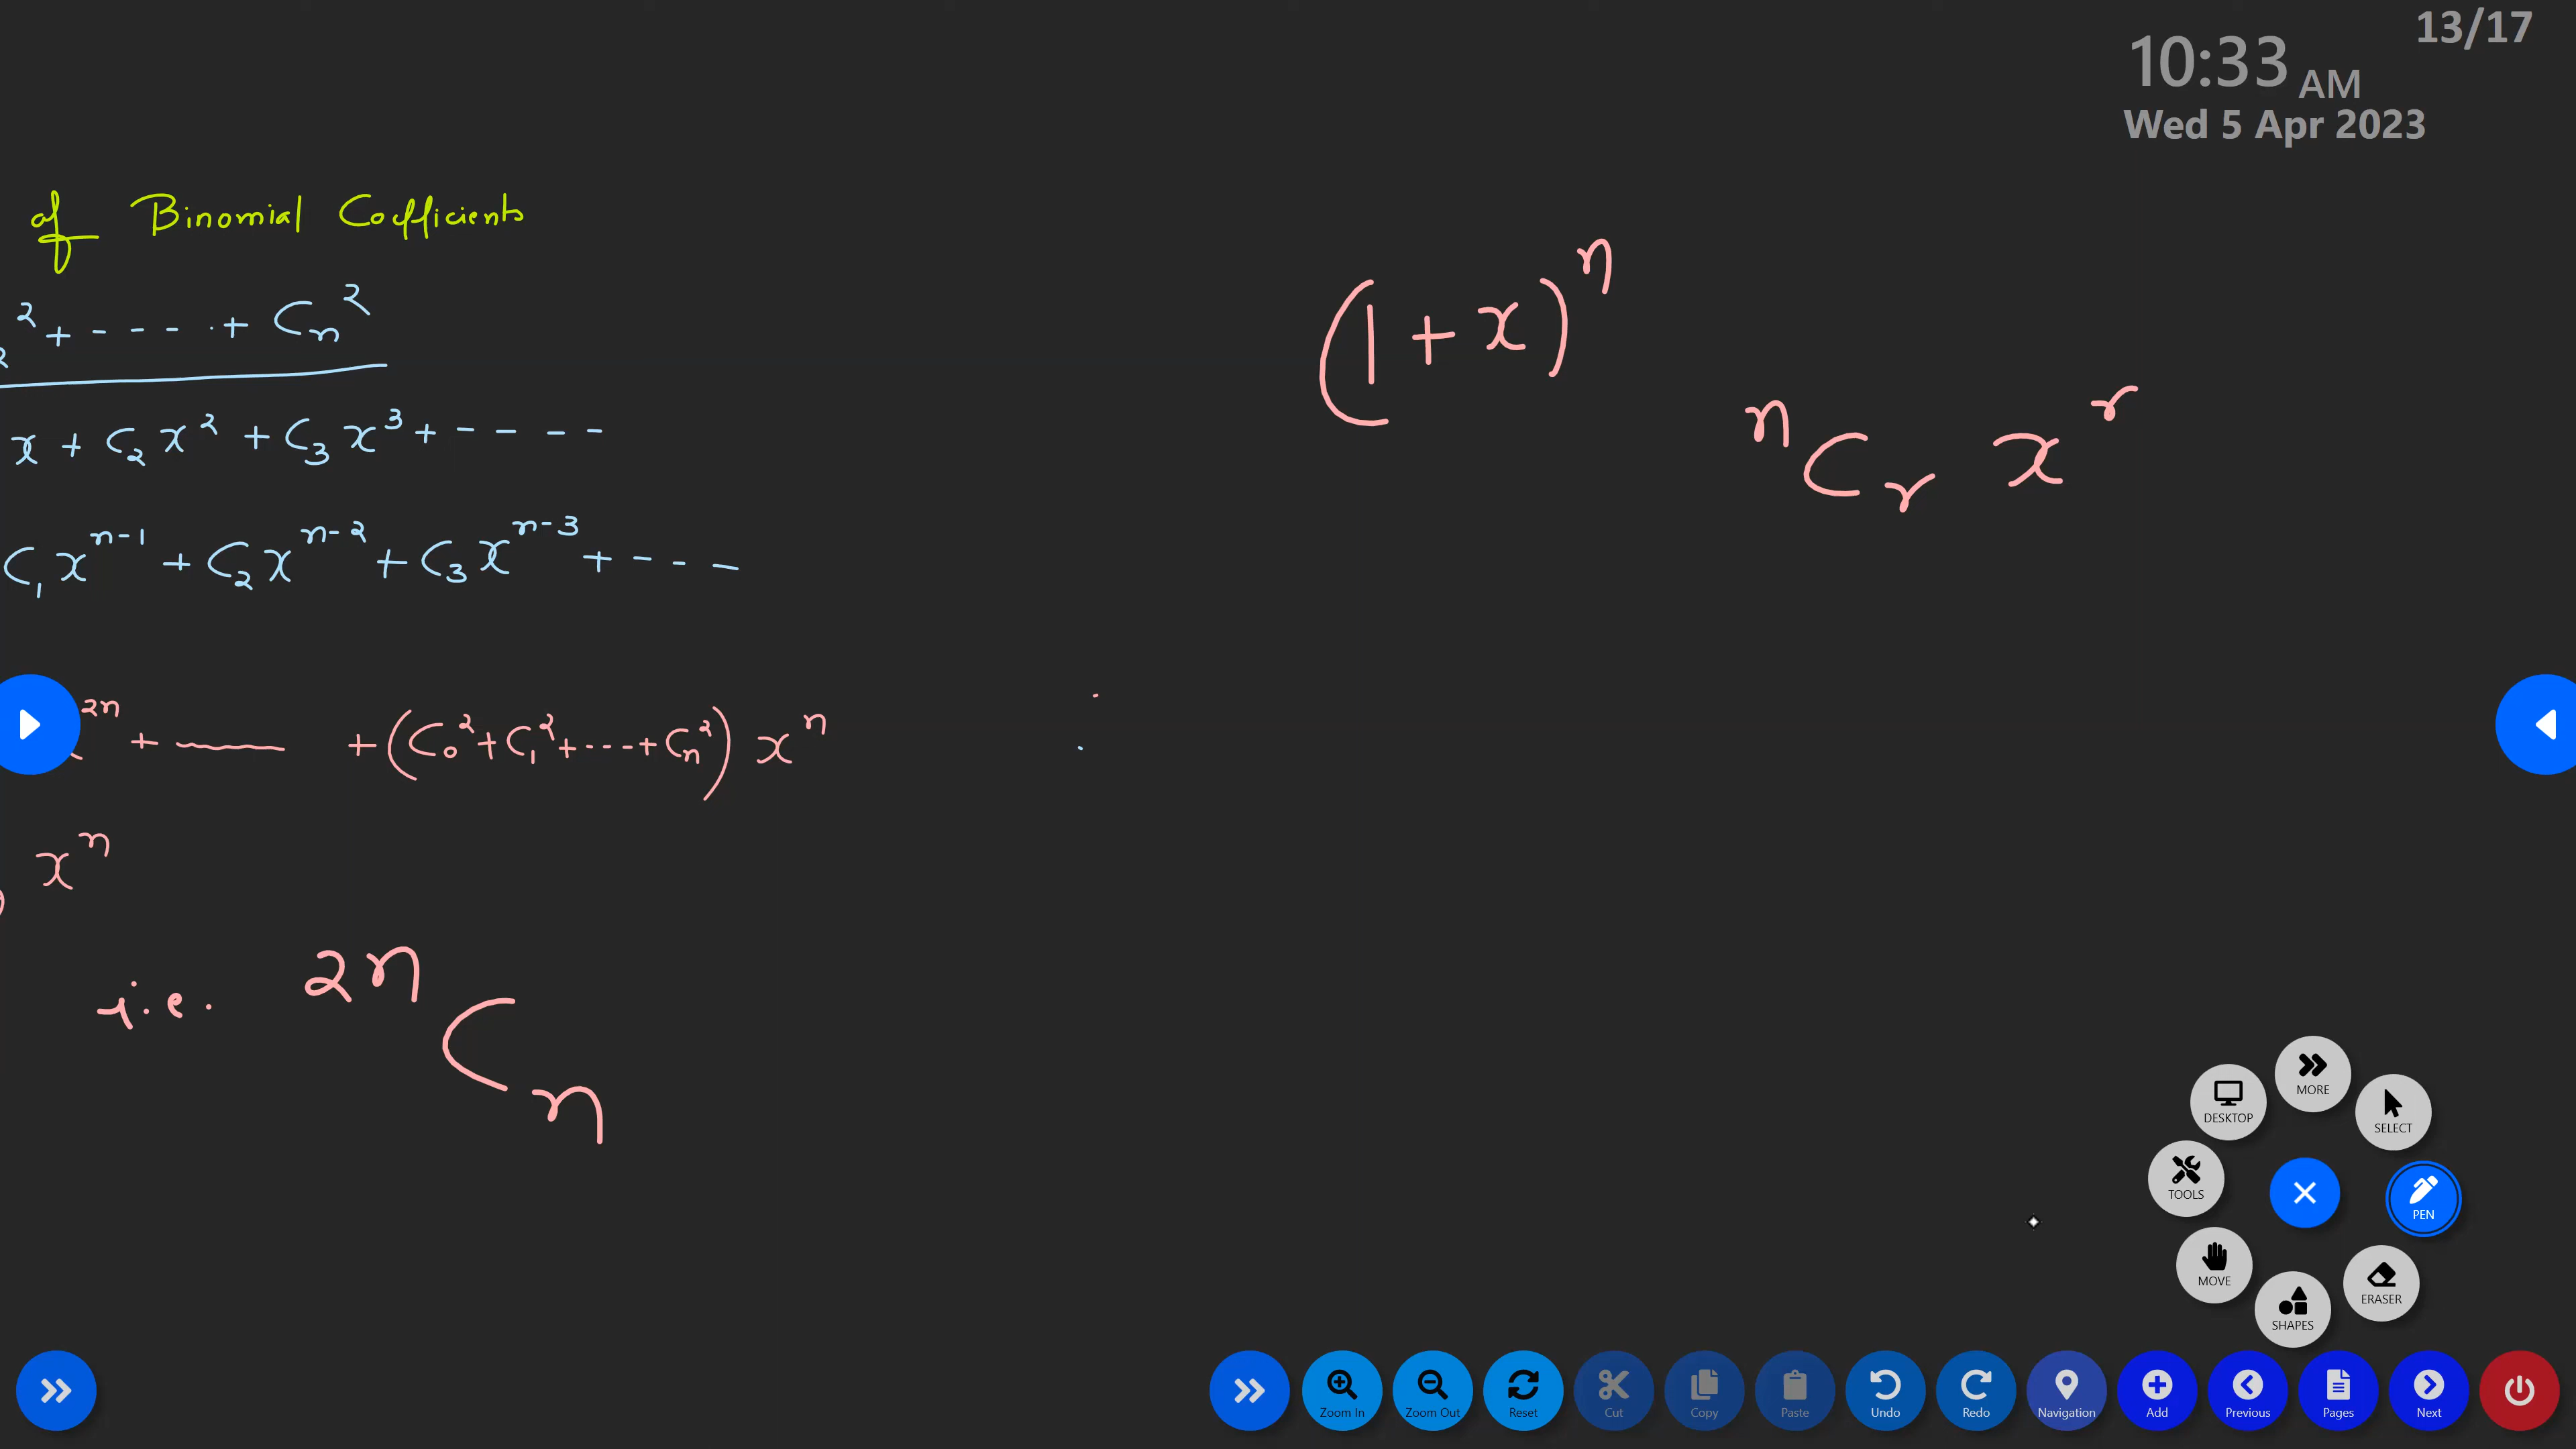 13/17
10:33 AM
Wed 5 Apr 2023
of Binomial Coefficients
² + - - - - + Cₙ²
x + C₂x² + C₃x³ + - - - -
C₁xⁿ⁻¹ + C₂xⁿ⁻² + C₃xⁿ⁻³ + - - -
(1 + x)ⁿ
ⁿCᵣ xʳ
²ⁿ + —— + (C₀² + C₁² + - - - + Cₙ²) xⁿ
xⁿ
i.e. ²ⁿCₙ
MORE
DESKTOP
SELECT
TOOLS
PEN
MOVE
ERASER
SHAPES
Zoom In Zoom Out Reset Cut Copy Paste Undo Redo Navigation Add Previous Pages Next